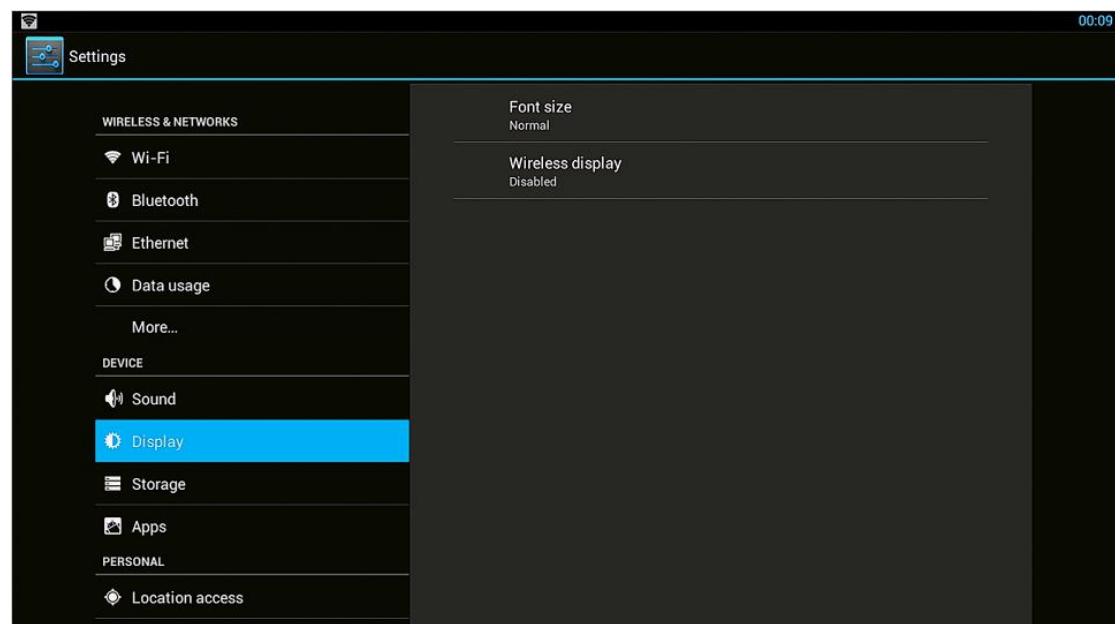 00:09
Settings
WIRELESS & NETWORKS
Wi-Fi
Bluetooth
Ethernet
Data usage
More...
DEVICE
Sound
Display
Storage
Apps
PERSONAL
Location access
Font size
Normal
Wireless display
Disabled